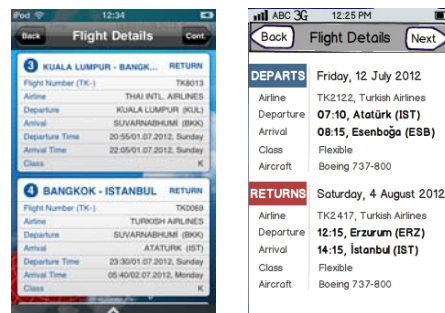 iPod 12:34
Back Flight Details Cont.
3 KUALA LUMPUR - BANGK... RETURN
Flight Number (TK-) TK8013
Airline THAI INTL. AIRLINES
Departure KUALA LUMPUR (KUL)
Arrival SUVARNABHUMİ (BKK)
Departure Time 20:55/01.07.2012, Sunday
Arrival Time 22:05/01.07.2012, Sunday
Class K
4 BANGKOK - ISTANBUL RETURN
Flight Number (TK-) TK0069
Airline TURKISH AIRLINES
Departure SUVARNABHUMİ (BKK)
Arrival ATATURK (IST)
Departure Time 23:30/01.07.2012, Sunday
Arrival Time 05:40/02.07.2012, Monday
Class K
ABC 3G 12:25 PM
Back Flight Details Next
DEPARTS Friday, 12 July 2012
Airline TK2122, Turkish Airlines
Departure 07:10, Atatürk (IST)
Arrival 08:15, Esenboğa (ESB)
Class Flexible
Aircraft Boeing 737-800
RETURNS Saturday, 4 August 2012
Airline TK2417, Turkish Airlines
Departure 12:15, Erzurum (ERZ)
Arrival 14:15, İstanbul (IST)
Class Flexible
Aircraft Boeing 737-800